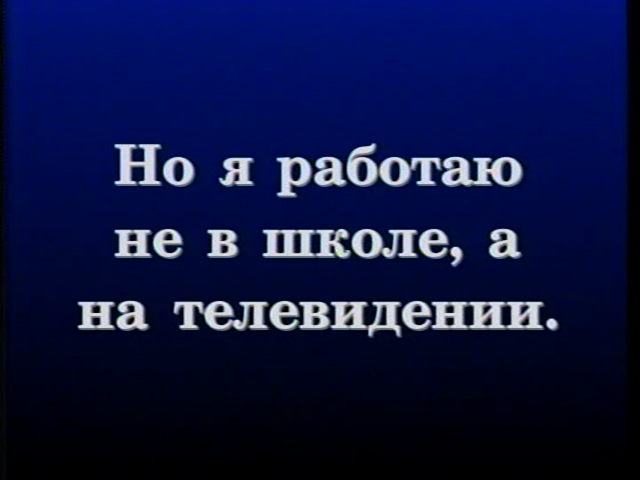 Но я работаю
не в школе, а
на телевидении.